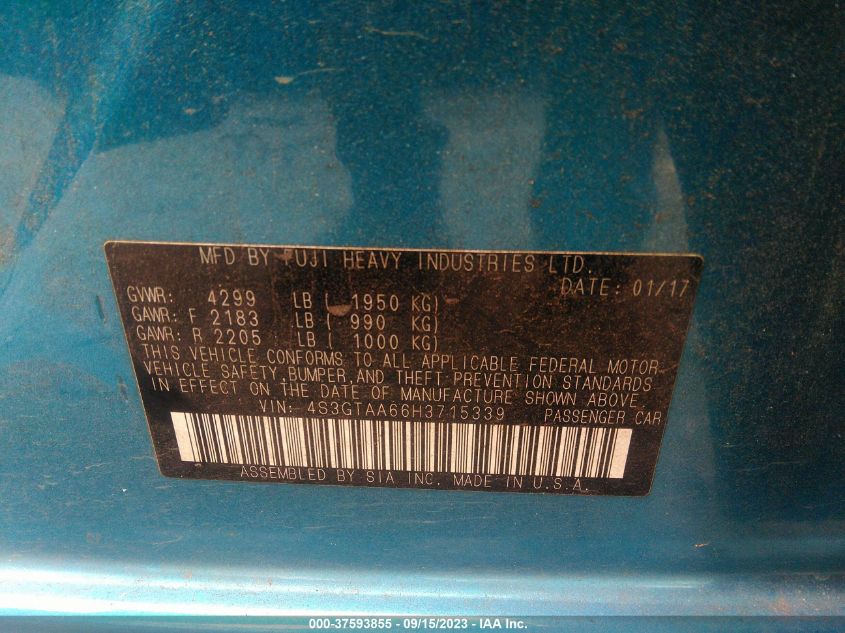 MFD BY FUJI HEAVY INDUSTRIES LTD.
DATE: 01/17
GVWR: 4299 LB ( 1950 KG)
GAWR: F 2183 LB ( 990 KG)
GAWR: R 2205 LB ( 1000 KG)
THIS VEHICLE CONFORMS TO ALL APPLICABLE FEDERAL MOTOR
VEHICLE SAFETY, BUMPER, AND THEFT PREVENTION STANDARDS
IN EFFECT ON THE DATE OF MANUFACTURE SHOWN ABOVE.
VIN: 4S3GTAA66H3715339 PASSENGER CAR
ASSEMBLED BY SIA INC. MADE IN U.S.A.
000-37593855 - 09/15/2023 - IAA Inc.